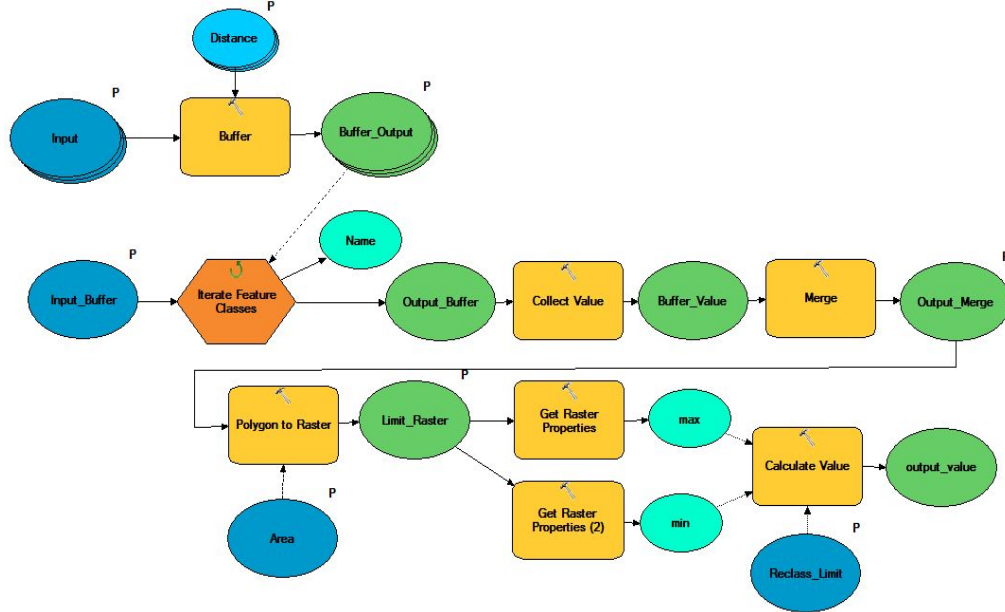 P
Distance
P
P
Input
Buffer
Buffer_Output
Name
P
P
Input_Buffer
Iterate Feature
Classes
Output_Buffer
Collect Value
Buffer_Value
Merge
Output_Merge
P
Polygon to Raster
Limit_Raster
Get Raster
Properties
max
Calculate Value
output_value
P
Area
Get Raster
Properties (2)
min
P
Reclass_Limit